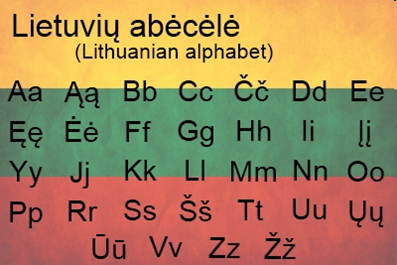 Lietuvių abėcėlė
(Lithuanian alphabet)
Aa Ąą Bb Cc Čč Dd Ee
Ęę Ėė Ff Gg Hh Ii Įį
Yy Jj Kk Ll Mm Nn Oo
Pp Rr Ss Šš Tt Uu Ųų
Ūū Vv Zz Žž